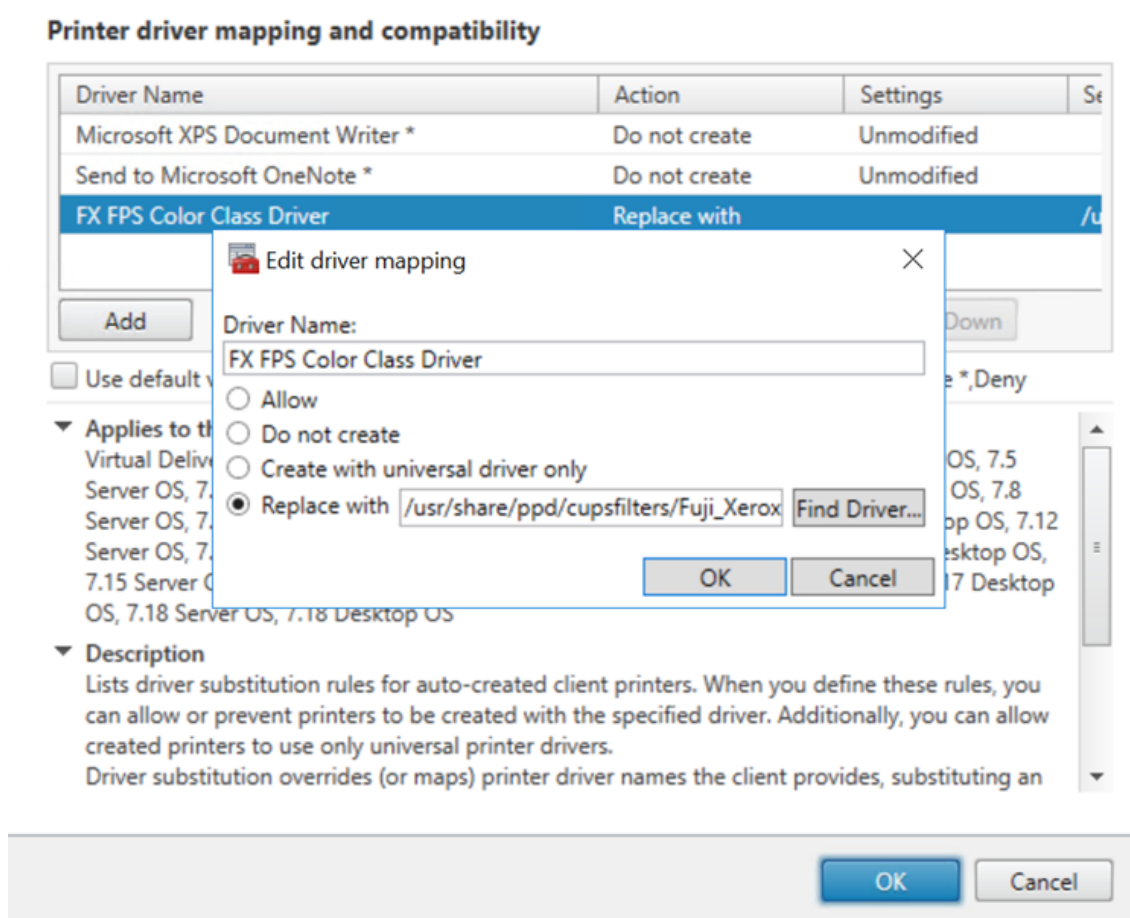 Printer driver mapping and compatibility
Driver Name Action Settings
Microsoft XPS Document Writer * Do not create Unmodified
Send to Microsoft OneNote * Do not create Unmodified
FX FPS Color Class Driver Replace with /u
Edit driver mapping
Add Down
Driver Name:
FX FPS Color Class Driver
Use default *,Deny
Allow
Applies to
Do not create
Virtual OS, 7.5
Create with universal driver only
Server OS, 7. OS, 7.8
Replace with /usr/share/ppd/cupsfilters/Fuji_Xerox Find Driver...
Server OS, 7. OS, 7.12
Server OS, 7. OS,
OK Cancel
7.15 Server 17 Desktop
OS, 7.18 Server OS, 7.18 Desktop OS
Description
Lists driver substitution rules for auto-created client printers. When you define these rules, you
can allow or prevent printers to be created with the specified driver. Additionally, you can allow
created printers to use only universal printer drivers.
Driver substitution overrides (or maps) printer driver names the client provides, substituting an
OK Cancel